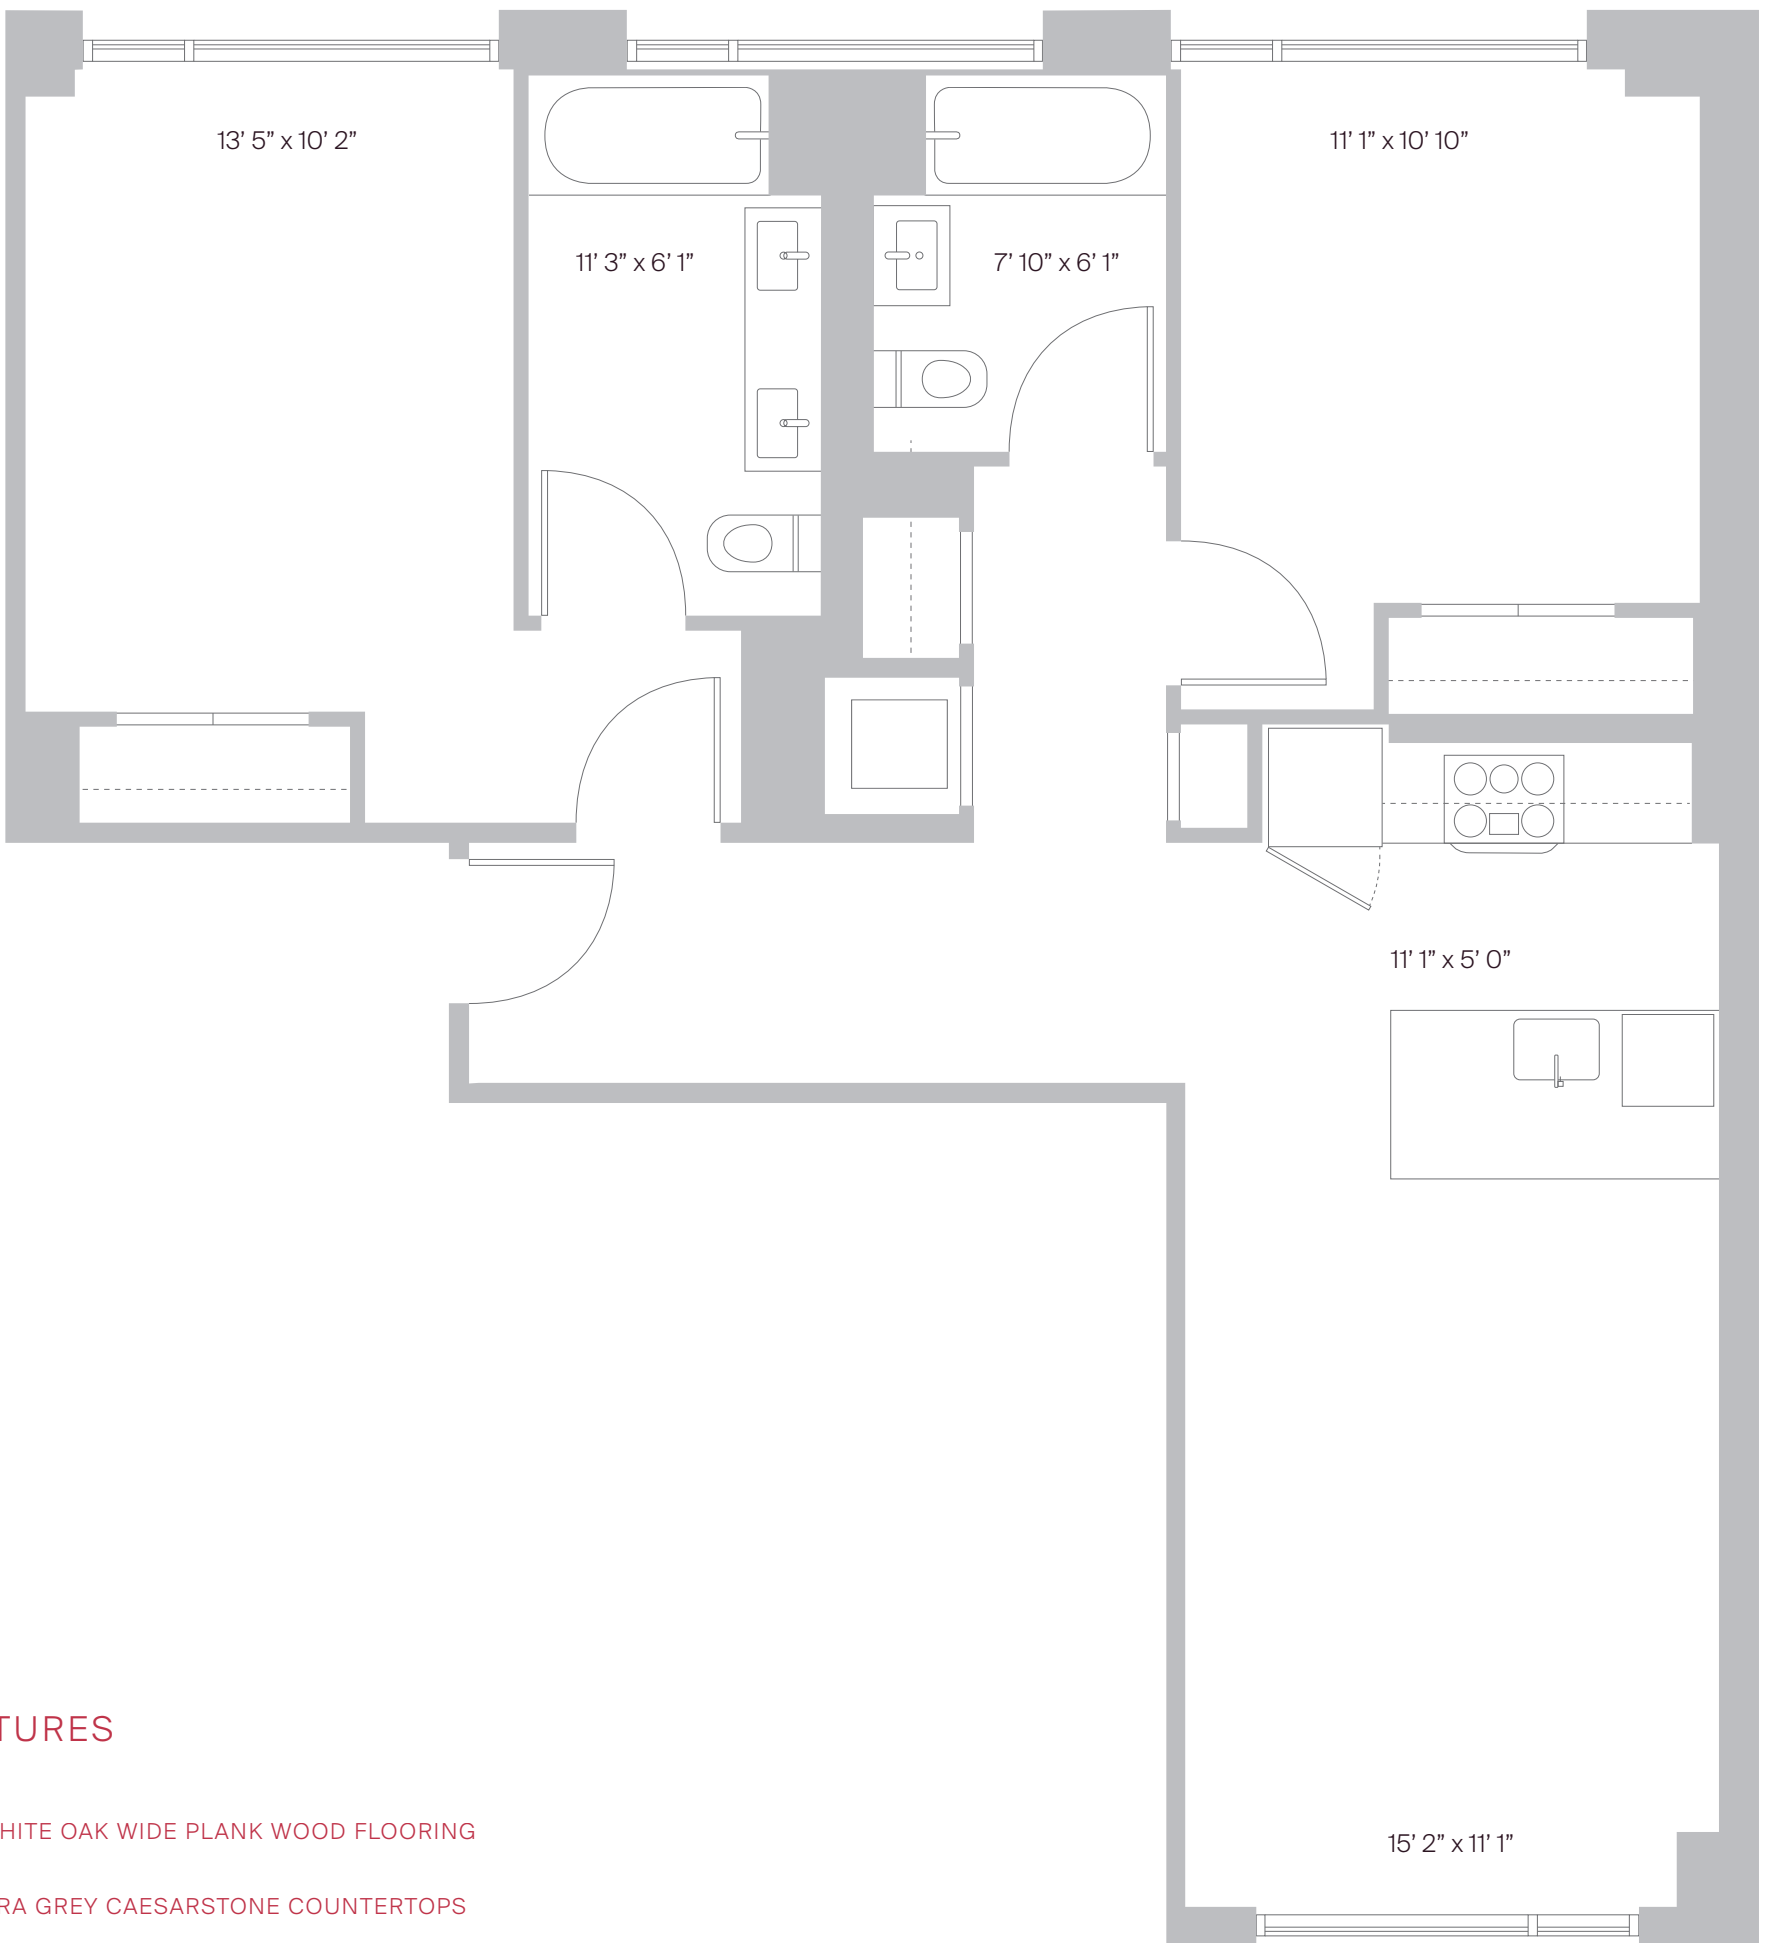 13’ 5” x 10’ 2”
11’ 1” x 10’ 10”
11’ 3” x 6’ 1”
7’ 10” x 6’ 1”
11’ 1” x 5’ 0”
TURES
HITE OAK WIDE PLANK WOOD FLOORING
15’ 2” x 11’ 1”
RA GREY CAESARSTONE COUNTERTOPS